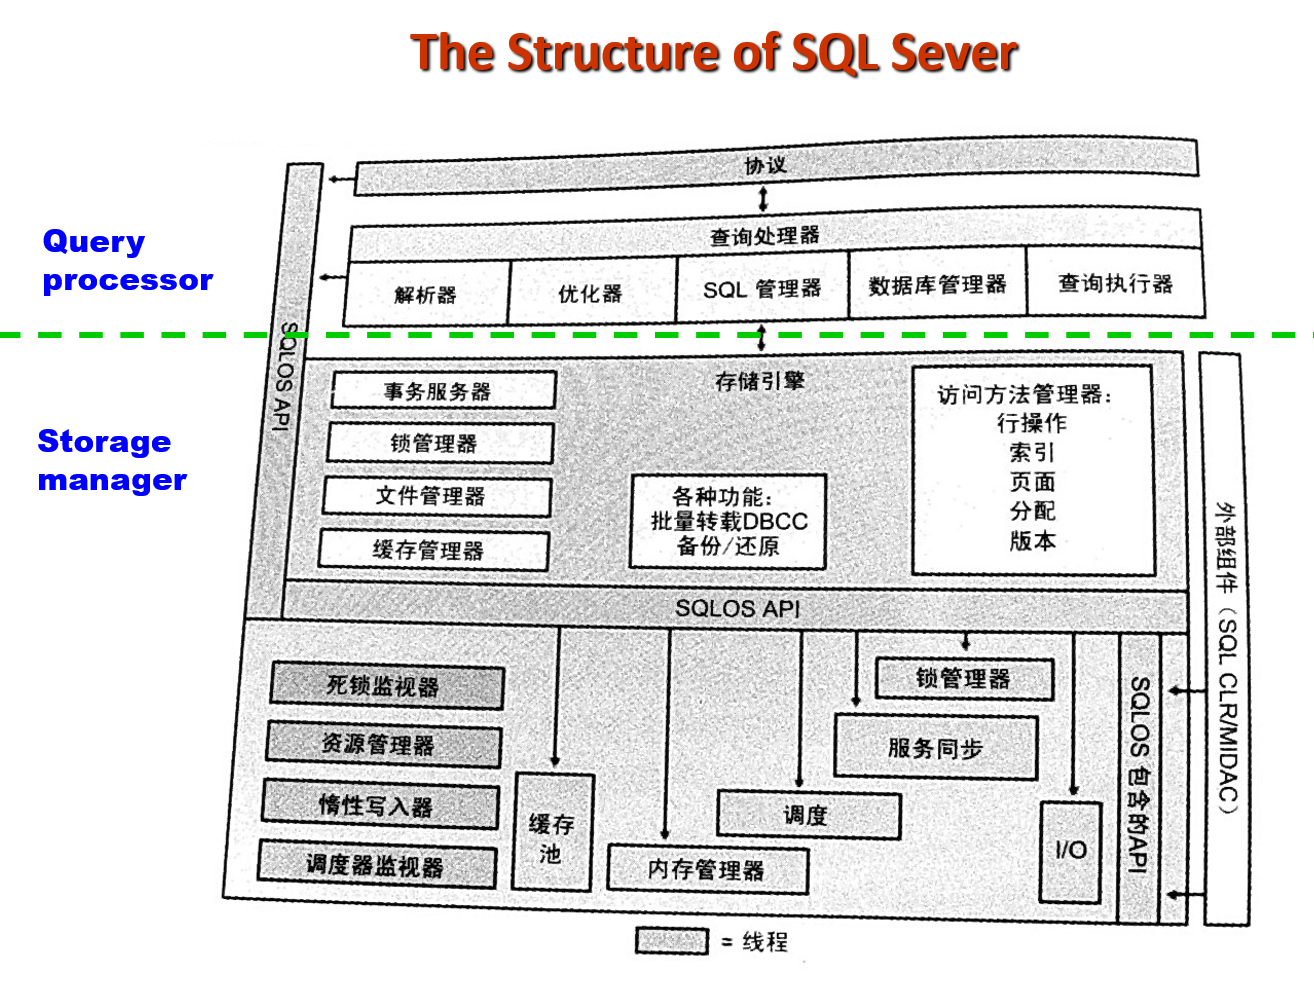 The Structure of SQL Sever
协议
Query
processor
查询处理器
解析器
优化器
SQL 管理器
数据库管理器
查询执行器
SQLOS API
Storage
manager
存储引擎
事务服务器
锁管理器
文件管理器
缓存管理器
各种功能：
批量转载DBCC
备份/还原
访问方法管理器：
行操作
索引
页面
分配
版本
外部组件（SQL CLR/MIDAC）
SQLOS API
死锁监视器
资源管理器
惰性写入器
调度器监视器
缓存
池
内存管理器
调度
服务同步
锁管理器
I/O
SQLOS 包含的API
= 线程